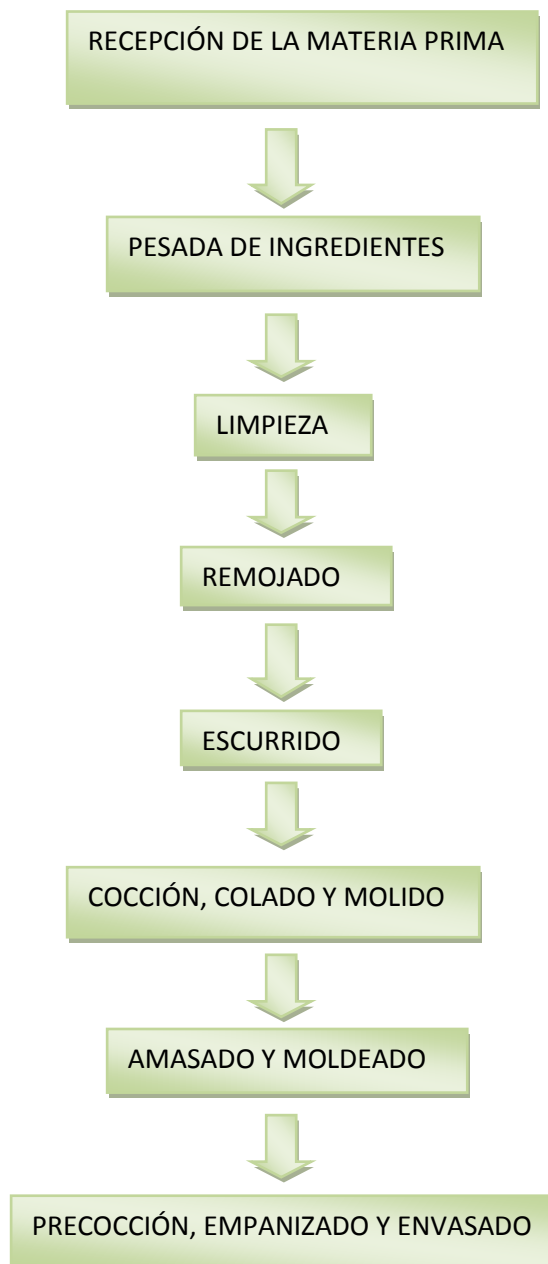 RECEPCIÓN DE LA MATERIA PRIMA
PESADA DE INGREDIENTES
LIMPIEZA
REMOJADO
ESCURRIDO
COCCIÓN, COLADO Y MOLIDO
AMASADO Y MOLDEADO
PRECOCCIÓN, EMPANIZADO Y ENVASADO